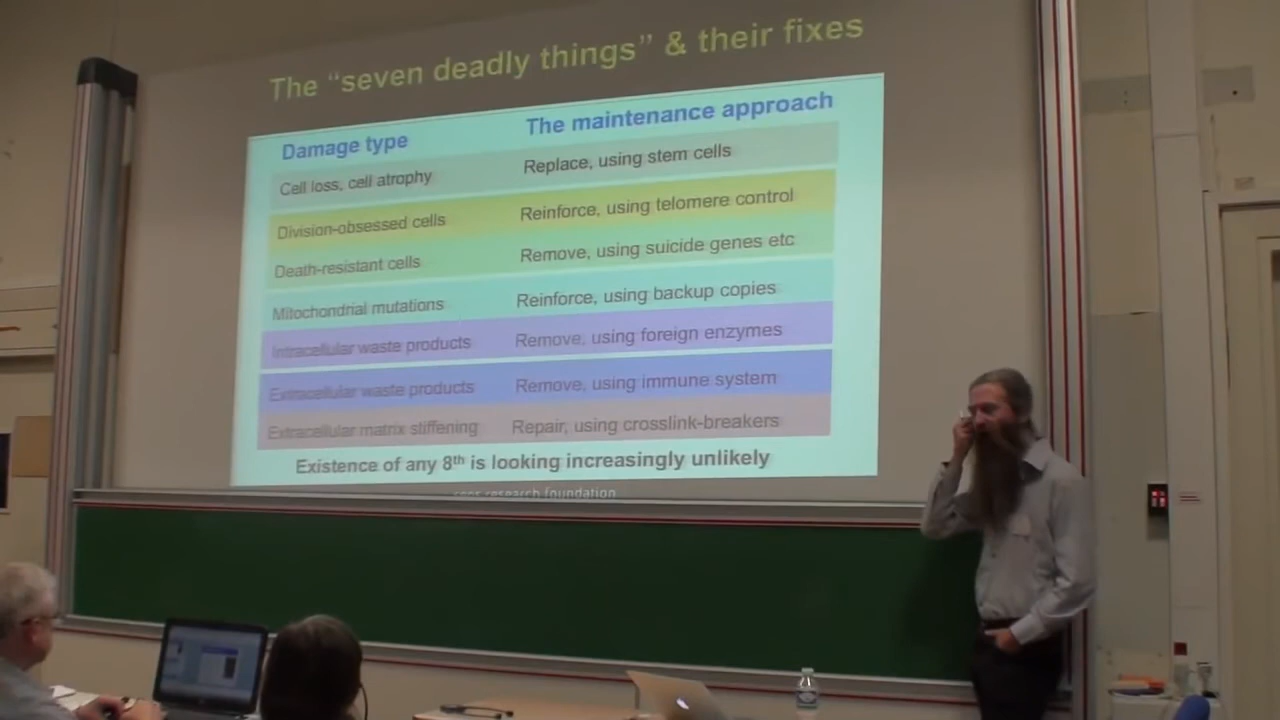 The “seven deadly things” & their fixes
Damage type The maintenance approach
Cell loss, cell atrophy Replace, using stem cells
Division-obsessed cells Reinforce, using telomere control
Death-resistant cells Remove, using suicide genes etc
Mitochondrial mutations Reinforce, using backup copies
Intracellular waste products Remove, using foreign enzymes
Extracellular waste products Remove, using immune system
Extracellular matrix stiffening Repair, using crosslink-breakers
Existence of any 8th is looking increasingly unlikely
sens research foundation